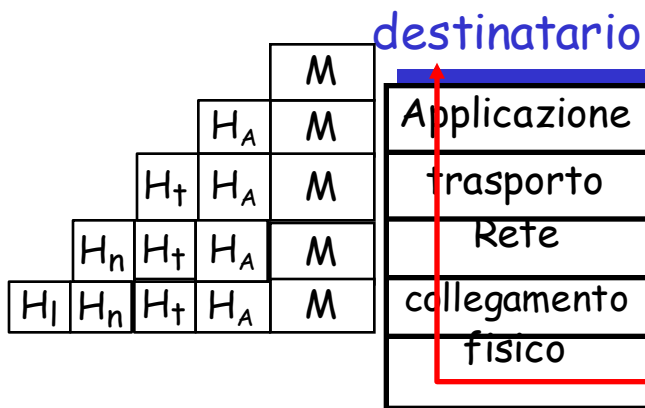 destinatario
M
H_A M Applicazione
H_t H_A M trasporto
H_n H_t H_A M Rete
H_l H_n H_t H_A M collegamento
fisico